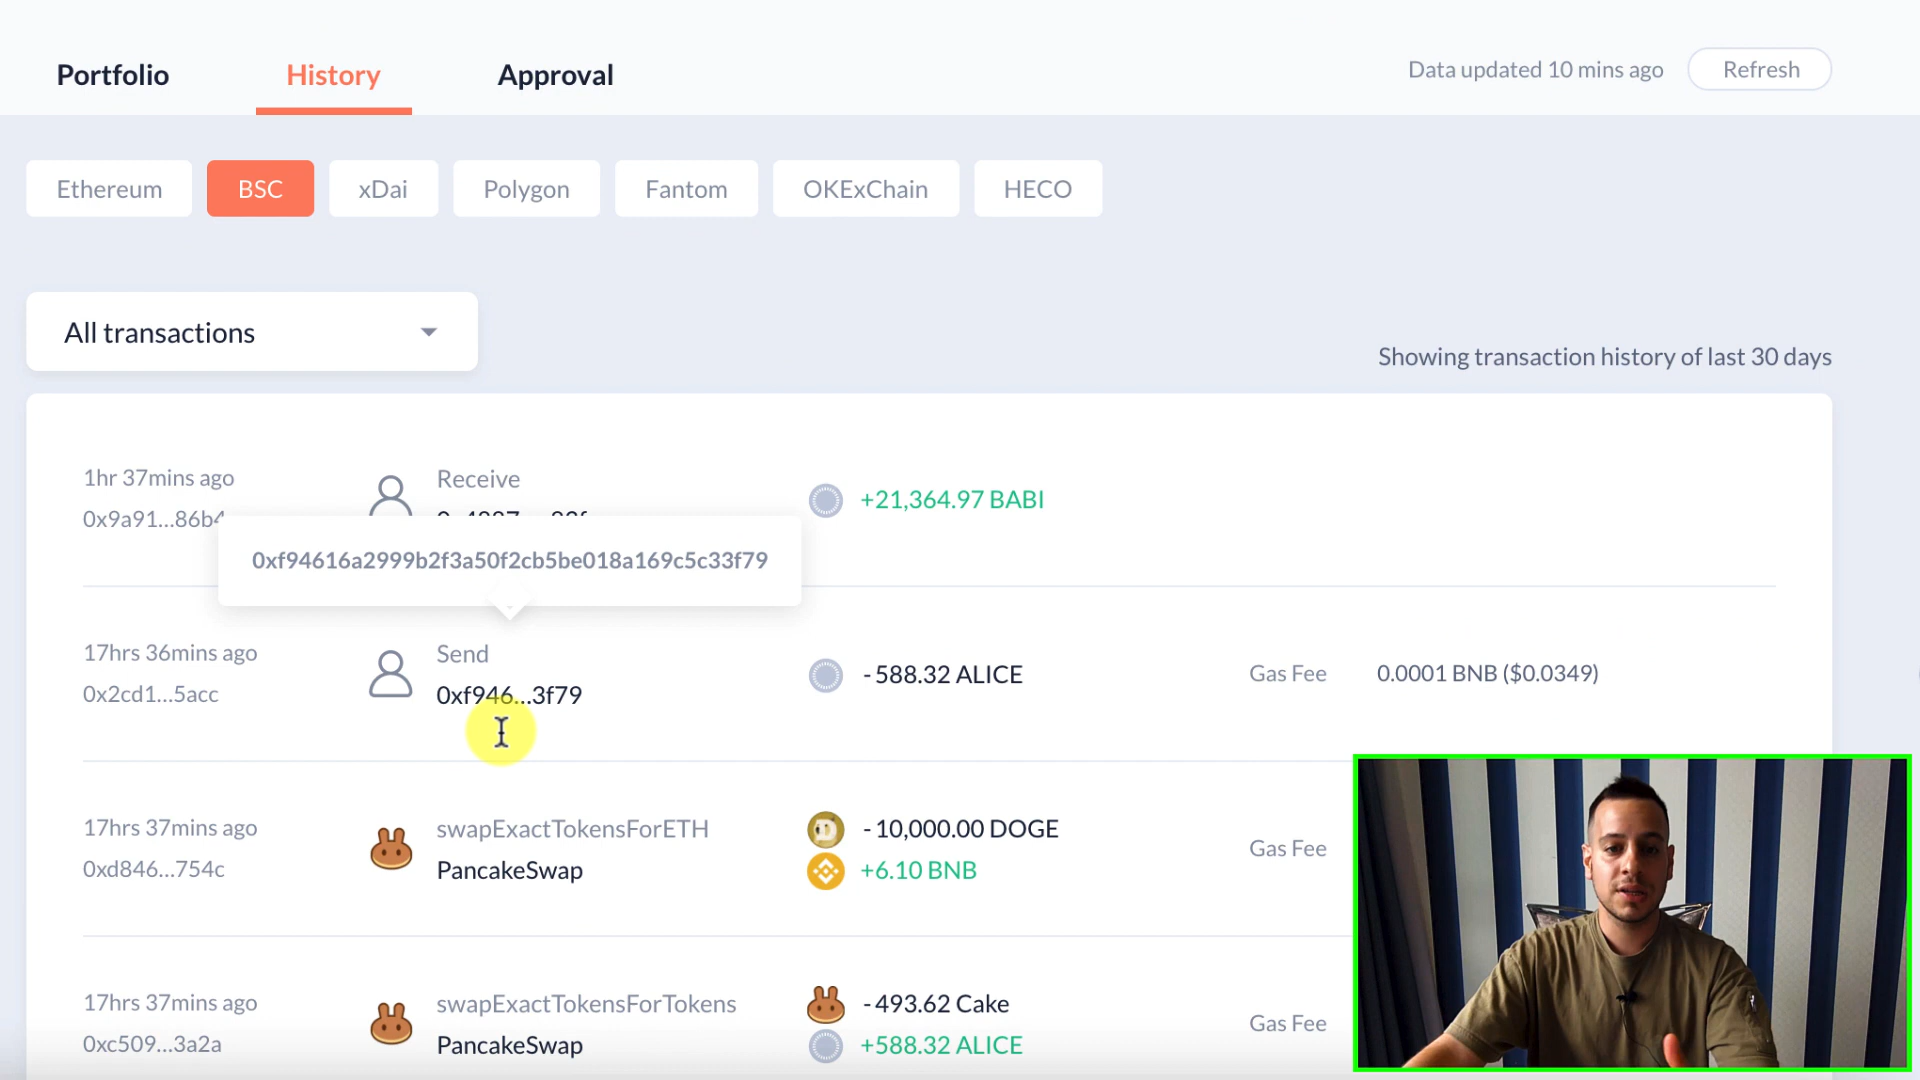 Portfolio
History
Approval
Data updated 10 mins ago
Refresh
Ethereum
BSC
xDai
Polygon
Fantom
OKExChain
HECO
All transactions
Showing transaction history of last 30 days
1hr 37mins ago
Receive
+21,364.97 BABI
0x9a91...86b4
0xf94616a2999b2f3a50f2cb5be018a169c5c33f79
17hrs 36mins ago
Send
-588.32 ALICE
Gas Fee
0.0001 BNB ($0.0349)
0x2cd1...5acc
0xf946...3f79
17hrs 37mins ago
swapExactTokensForETH
-10,000.00 DOGE
Gas Fee
0xd846...754c
PancakeSwap
+6.10 BNB
17hrs 37mins ago
swapExactTokensForTokens
-493.62 Cake
Gas Fee
0xc509...3a2a
PancakeSwap
+588.32 ALICE